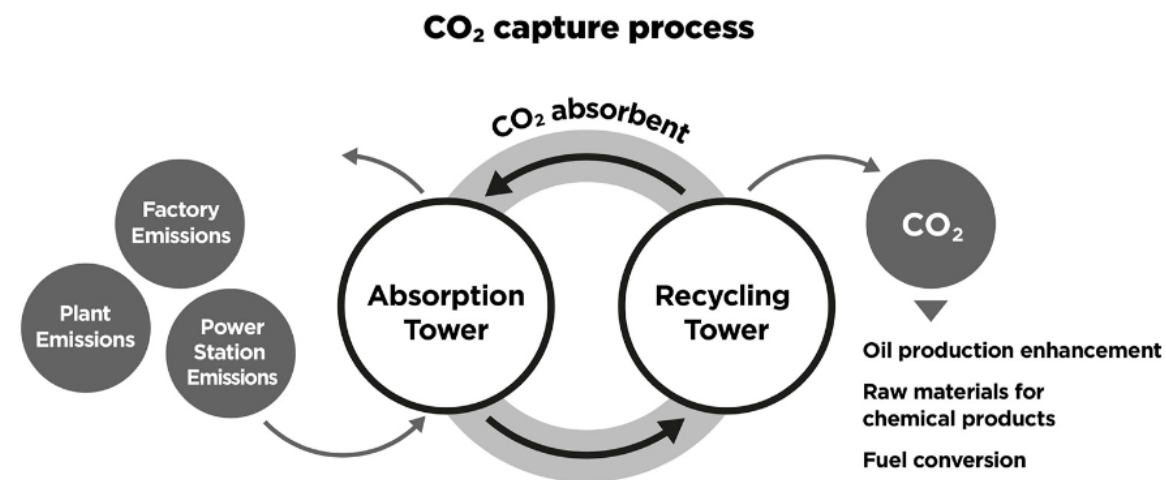 CO₂ capture process
CO₂ absorbent
Factory
Emissions
Plant
Emissions
Power
Station
Emissions
Absorption
Tower
Recycling
Tower
CO₂
Oil production enhancement
Raw materials for
chemical products
Fuel conversion